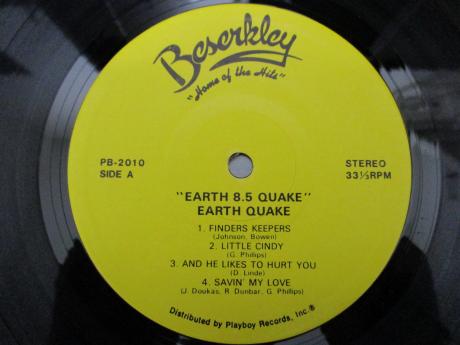 Beserkley
"Home of the Hits"
PB-2010
SIDE A
STEREO
33⅓RPM
"EARTH 8.5 QUAKE"
EARTH QUAKE
1. FINDERS KEEPERS
(Johnson, Bowen)
2. LITTLE CINDY
(G. Phillips)
3. AND HE LIKES TO HURT YOU
(D. Linde)
4. SAVIN' MY LOVE
(J. Doukas, R. Dunbar, G. Phillips)
Distributed by Playboy Records, Inc.®